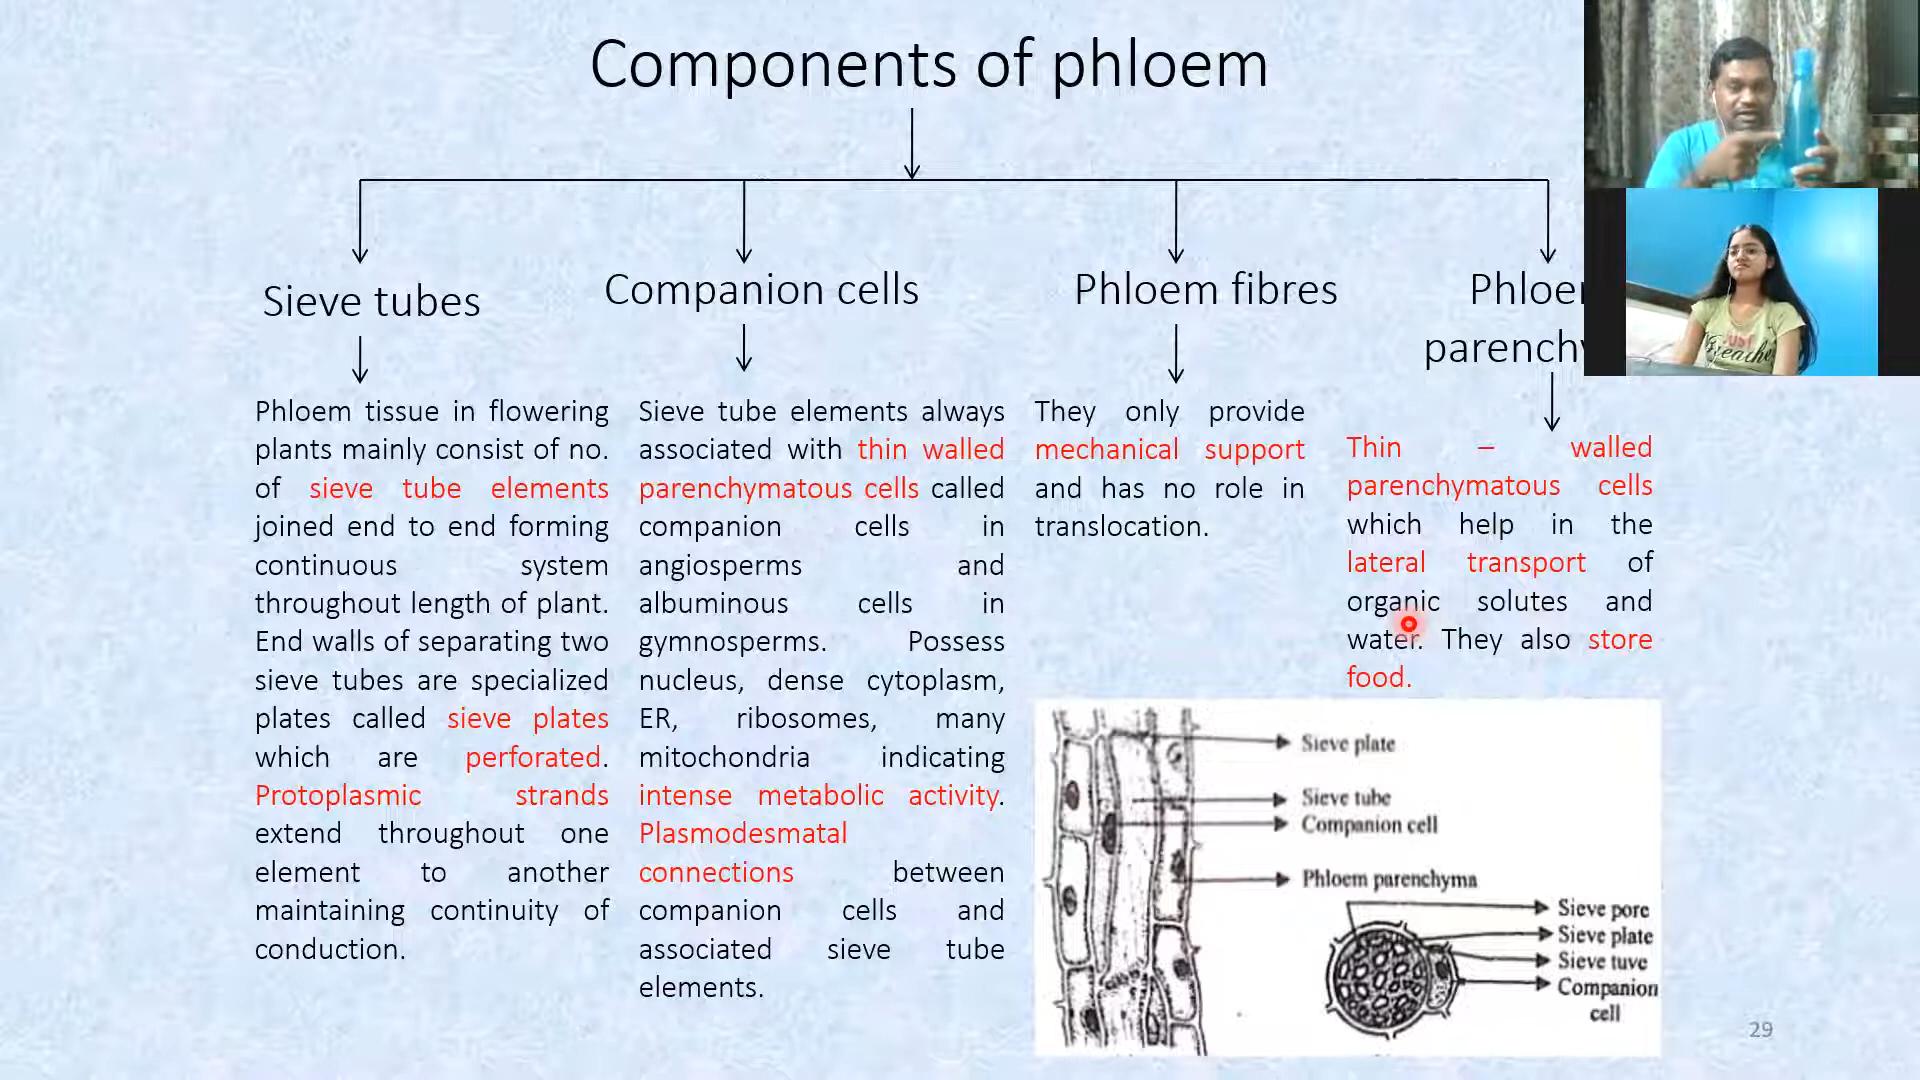 Components of phloem
Sieve tubes
Phloem tissue in flowering
plants mainly consist of no.
of sieve tube elements
joined end to end forming
continuous system
throughout length of plant.
End walls of separating two
sieve tubes are specialized
plates called sieve plates
which are perforated.
Protoplasmic strands
extend throughout one
element to another
maintaining continuity of
conduction.
Companion cells
Sieve tube elements always
associated with thin walled
parenchymatous cells called
companion cells in
angiosperms and
albuminous cells in
gymnosperms. Possess
nucleus, dense cytoplasm,
ER, ribosomes, many
mitochondria indicating
intense metabolic activity.
Plasmodesmatal
connections between
companion cells and
associated sieve tube
elements.
Phloem fibres
They only provide
mechanical support
and has no role in
translocation.
Thin – walled
parenchymatous cells
which help in the
lateral transport of
organic solutes and
water. They also store
food.
Sieve plate
Sieve tube
Companion cell
Phloem parenchyma
Sieve pore
Sieve plate
Sieve tuve
Companion
cell
JUST
29